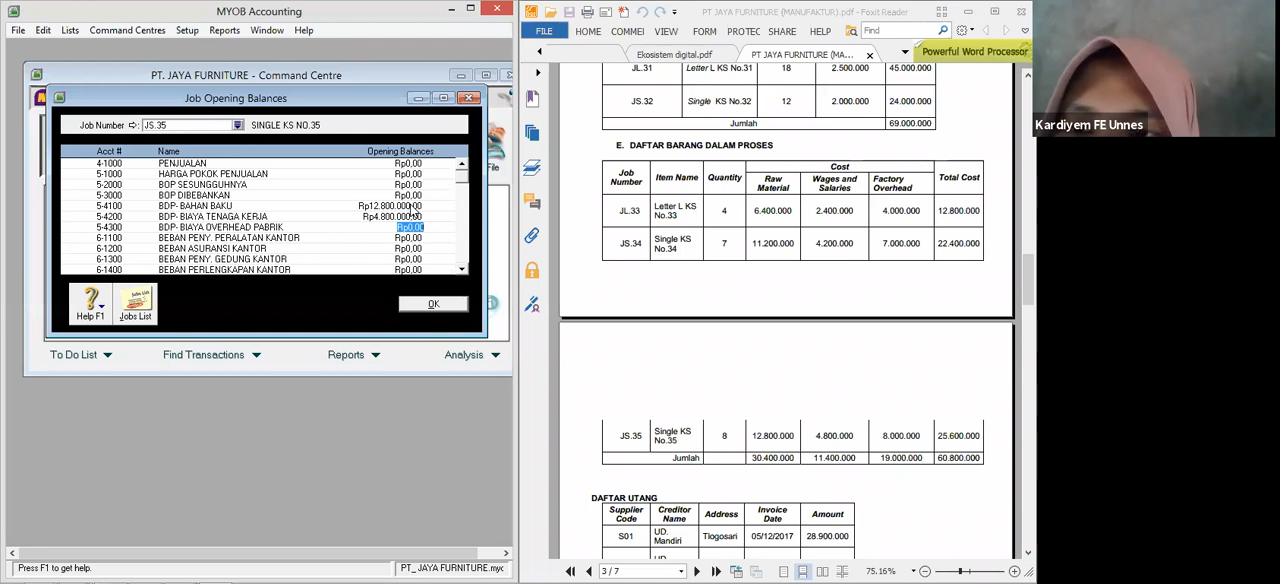 MYOB Accounting
File Edit Lists Command Centres Setup Reports Window Help
PT. JAYA FURNITURE - Command Centre
Job Opening Balances
Job Number JS.35 SINGLE KS NO.35
Acct # Name Opening Balances
4-1000 PENJUALAN Rp0,00
5-1000 HARGA POKOK PENJUALAN Rp0,00
5-2000 BOP SESUNGGUHNYA Rp0,00
5-3000 BOP DIBEBANKAN Rp0,00
5-4100 BDP- BAHAN BAKU Rp12.800.000,00
5-4200 BDP- BIAYA TENAGA KERJA Rp4.800.000,00
5-4300 BDP- BIAYA OVERHEAD PABRIK Rp0,00
6-1100 BEBAN PENY. PERALATAN KANTOR Rp0,00
6-1200 BEBAN ASURANSI KANTOR Rp0,00
6-1300 BEBAN PENY. GEDUNG KANTOR Rp0,00
6-1400 BEBAN PERLENGKAPAN KANTOR Rp0,00
Help F1 Jobs List OK
File
To Do List Find Transactions Reports Analysis
Press F1 to get help. PT_ JAYA FURNITURE.myo
PT JAYA FURNITURE (MANUFAKTUR).pdf - Foxit Reader
FILE HOME COMMEI VIEW FORM PROTEC SHARE HELP Find
Ekosistem digital.pdf PT JAYA FURNITURE (MA... Powerful Word Processor
JL.31 Letter L KS No.31 18 2.500.000 45.000.000
JS.32 Single KS No.32 12 2.000.000 24.000.000
Jumlah 69.000.000
E. DAFTAR BARANG DALAM PROSES
Job Number Item Name Quantity Cost Total Cost
Raw Material Wages and Salaries Factory Overhead
JL.33 Letter L KS No.33 4 6.400.000 2.400.000 4.000.000 12.800.000
JS.34 Single KS No.34 7 11.200.000 4.200.000 7.000.000 22.400.000
JS.35 Single KS No.35 8 12.800.000 4.800.000 8.000.000 25.600.000
Jumlah 30.400.000 11.400.000 19.000.000 60.800.000
DAFTAR UTANG
Supplier Code Creditor Name Address Invoice Date Amount
S01 UD. Mandiri Tlogosari 05/12/2017 28.900.000
UD.
3 / 7 75.16%
Kardiyem FE Unnes